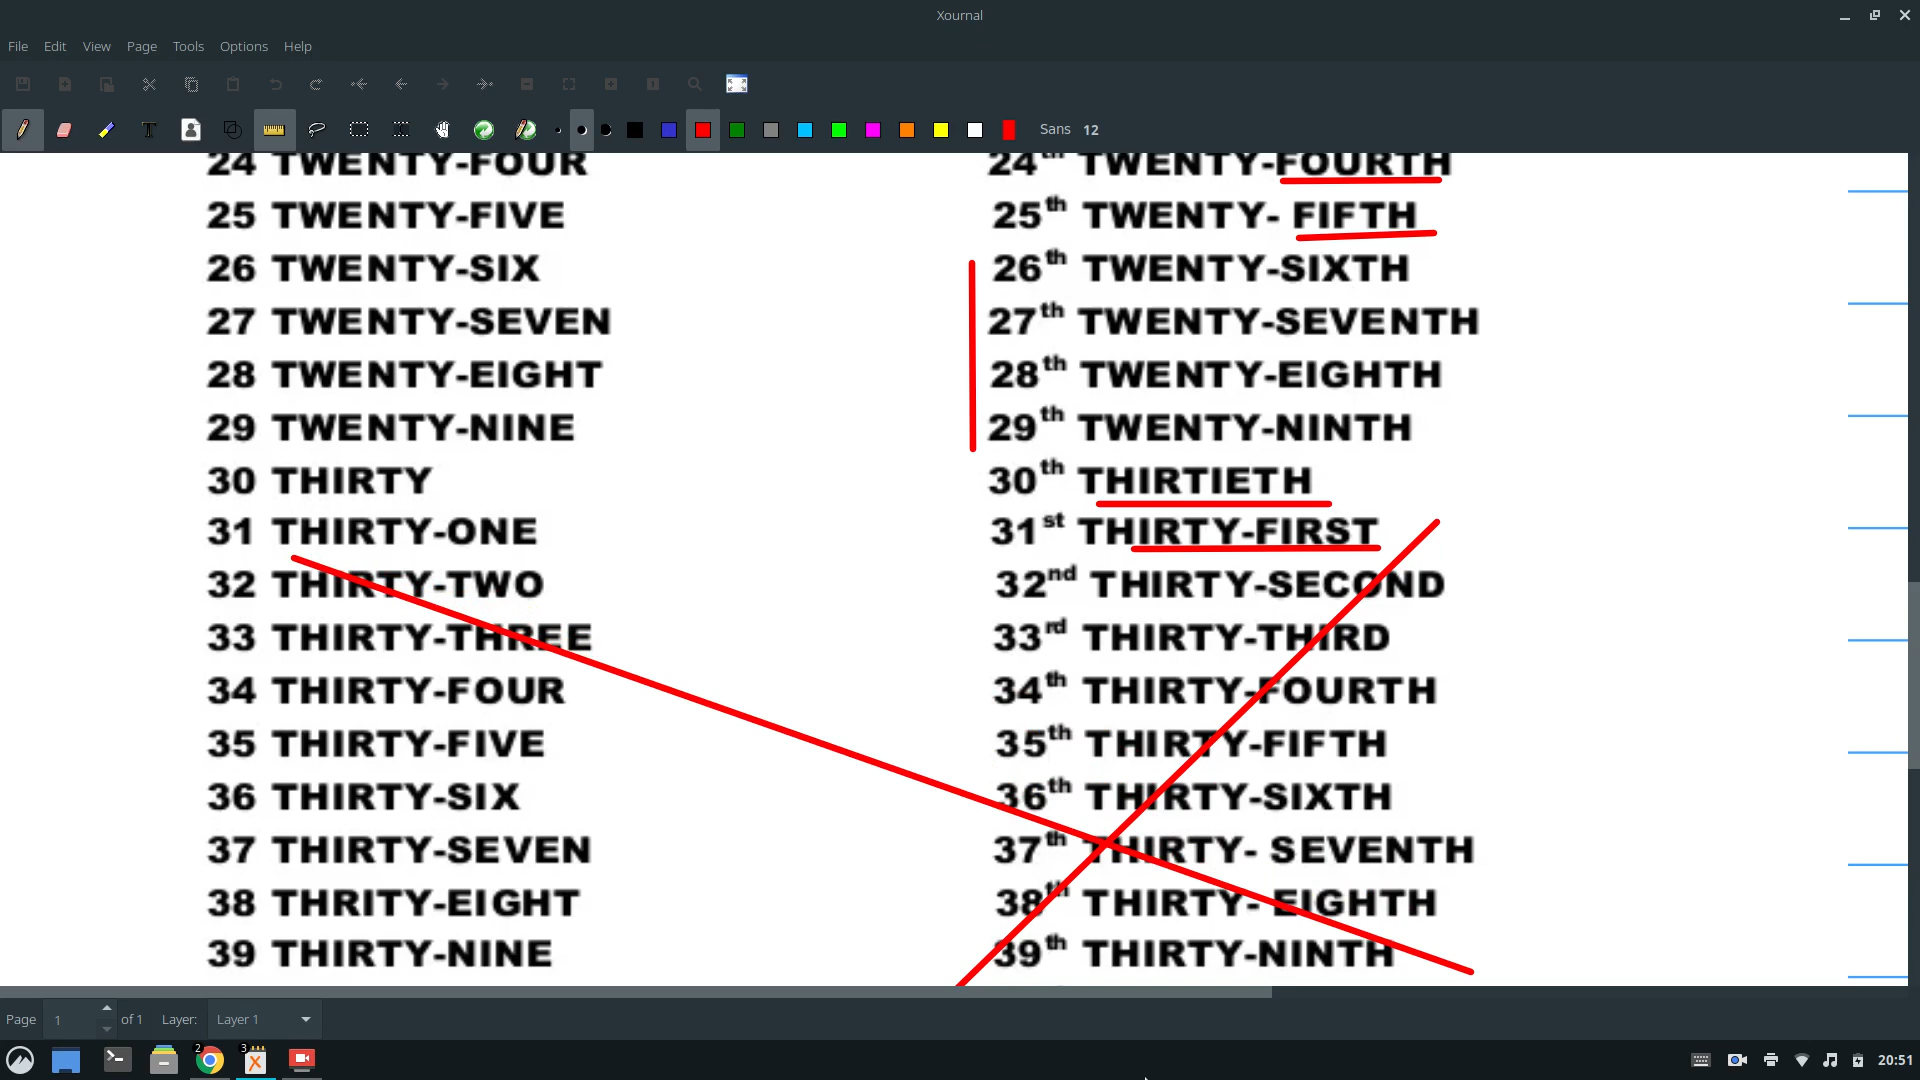 Xournal
File Edit View Page Tools Options Help
Sans 12
24 TWENTY-FOUR
25 TWENTY-FIVE
26 TWENTY-SIX
27 TWENTY-SEVEN
28 TWENTY-EIGHT
29 TWENTY-NINE
30 THIRTY
31 THIRTY-ONE
32 THIRTY-TWO
33 THIRTY-THREE
34 THIRTY-FOUR
35 THIRTY-FIVE
36 THIRTY-SIX
37 THIRTY-SEVEN
38 THRITY-EIGHT
39 THIRTY-NINE
24th TWENTY-FOURTH
25th TWENTY- FIFTH
26th TWENTY-SIXTH
27th TWENTY-SEVENTH
28th TWENTY-EIGHTH
29th TWENTY-NINTH
30th THIRTIETH
31st THIRTY-FIRST
32nd THIRTY-SECOND
33rd THIRTY-THIRD
34th THIRTY-FOURTH
35th THIRTY-FIFTH
36th THIRTY-SIXTH
37th THIRTY- SEVENTH
38th THIRTY- EIGHTH
39th THIRTY-NINTH
Page 1 of 1 Layer: Layer 1
2 3 20:51